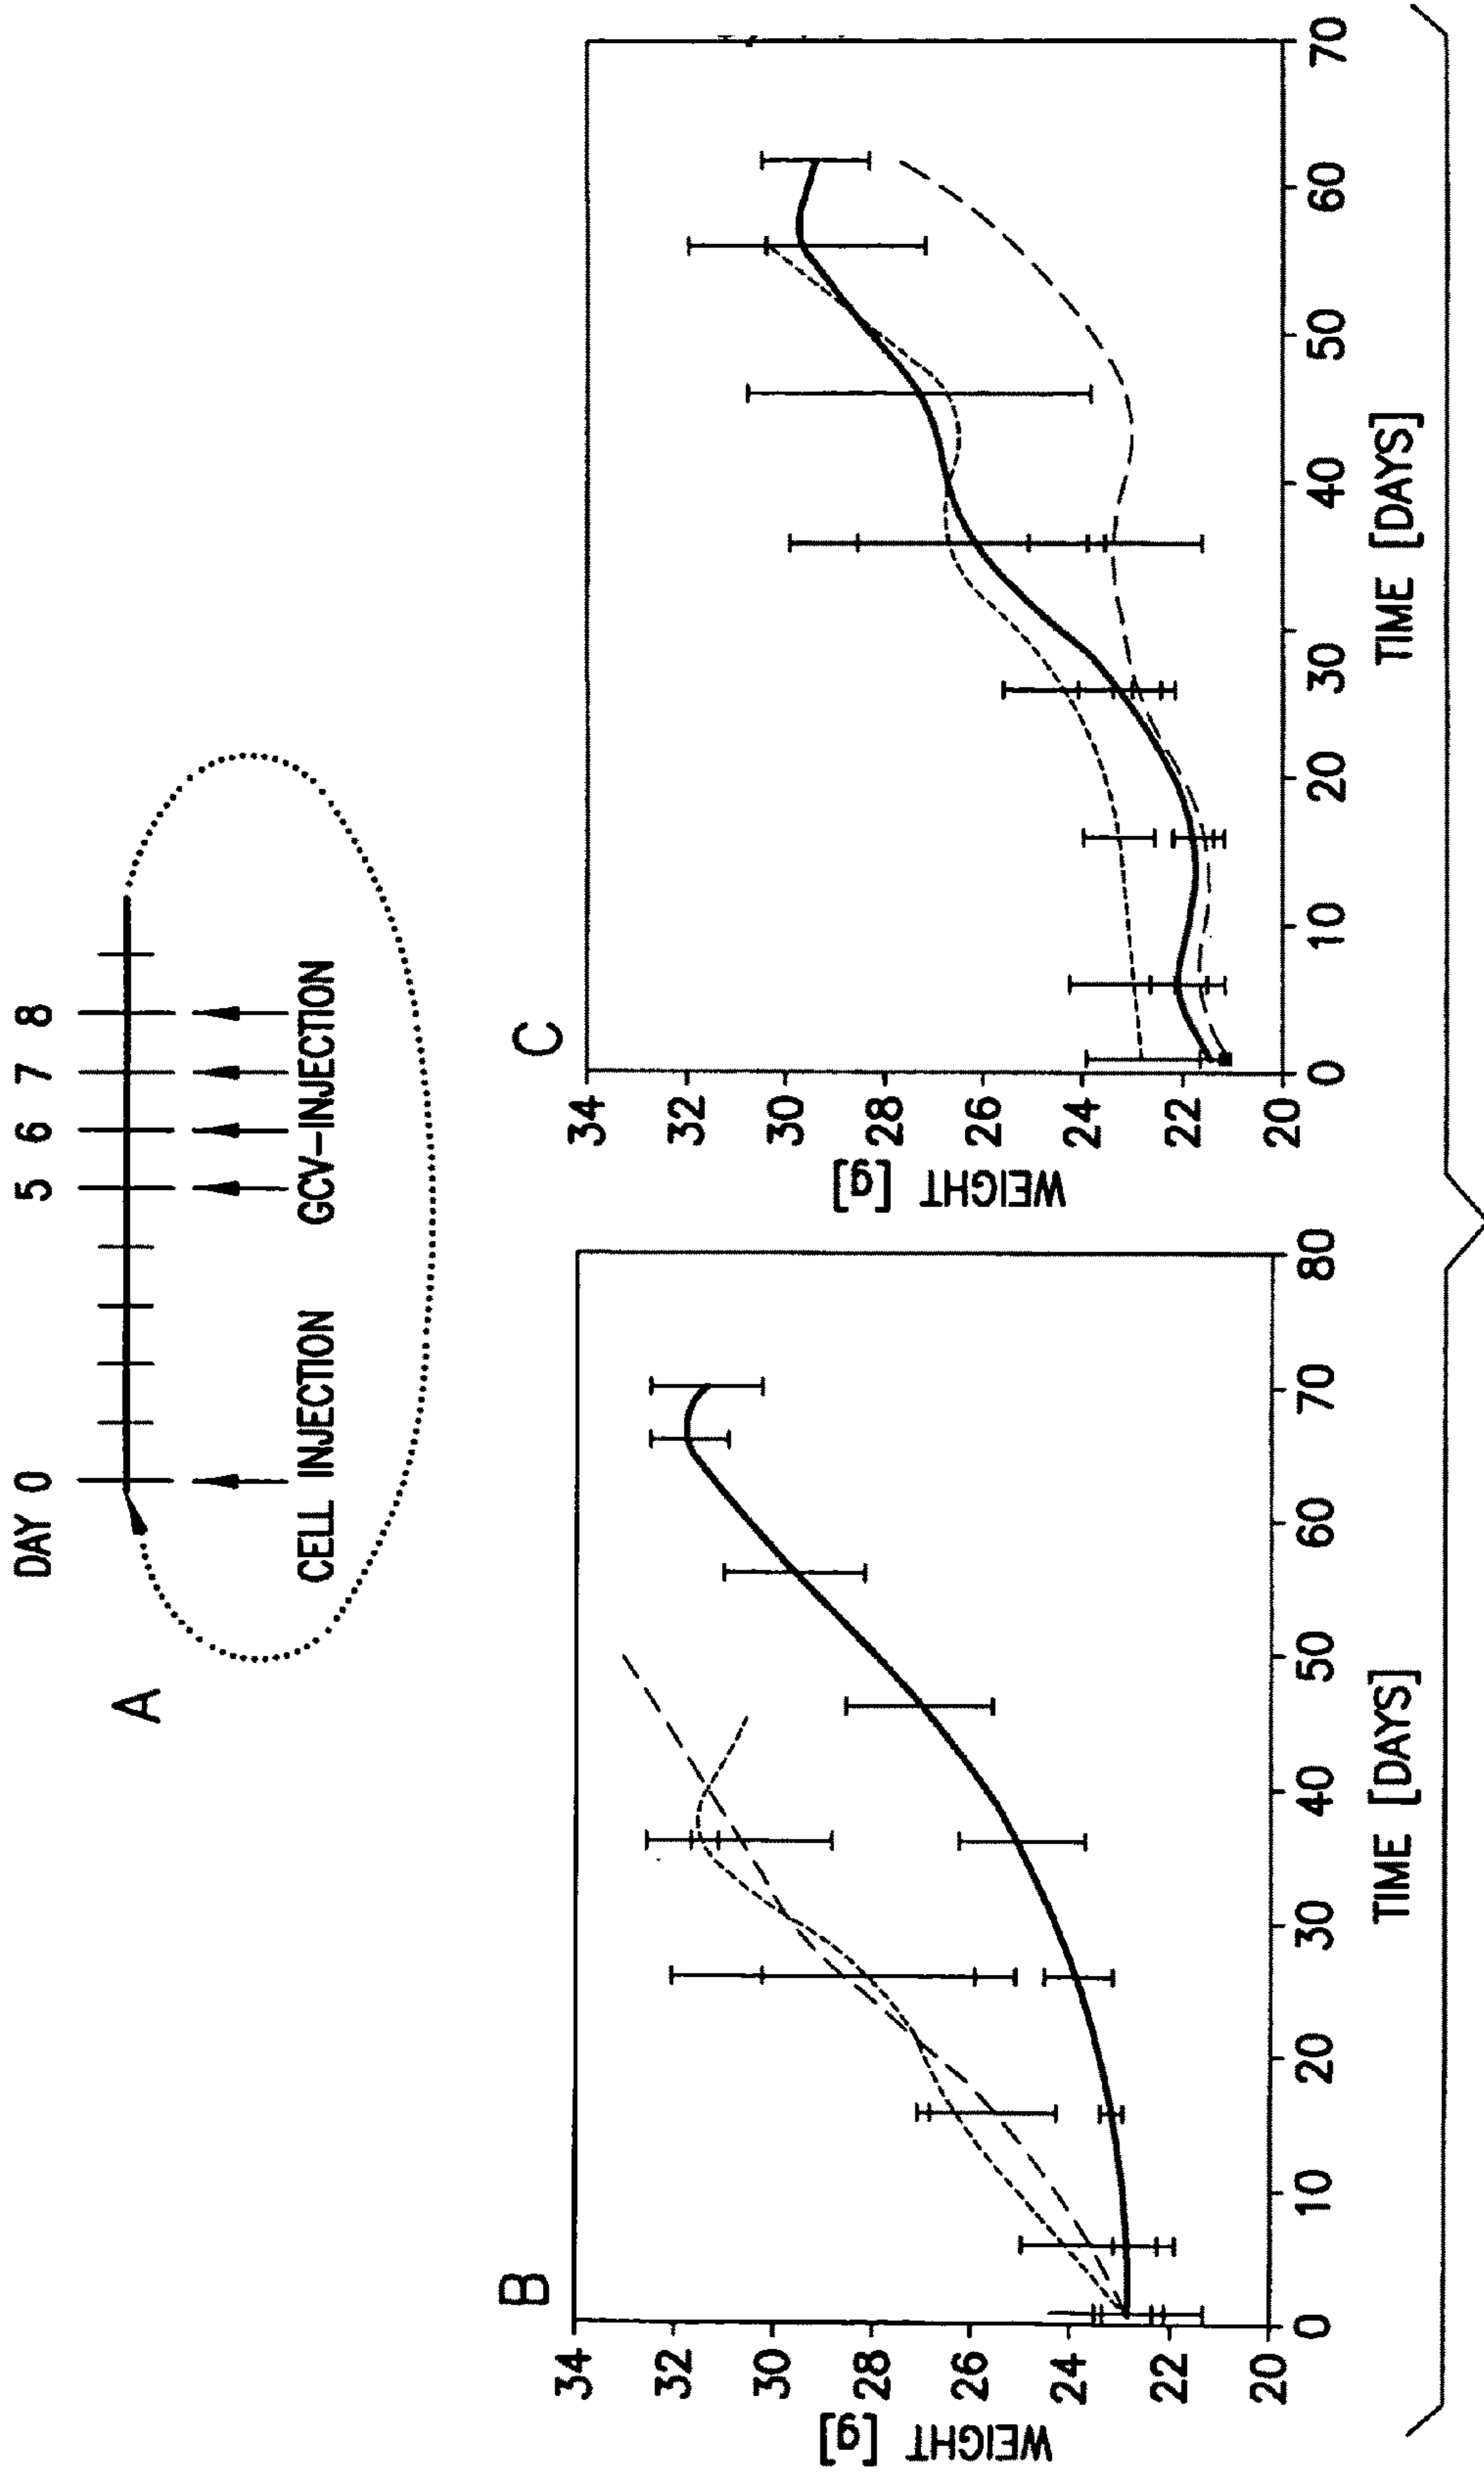 A
DAY 0 5 6 7 8
CELL INJECTION GCV-INJECTION
B
WEIGHT [g]
34
32
30
28
26
24
22
20
0 10 20 30 40 50 60 70 80
TIME [DAYS]
C
WEIGHT [g]
34
32
30
28
26
24
22
20
0 10 20 30 40 50 60 70
TIME [DAYS]